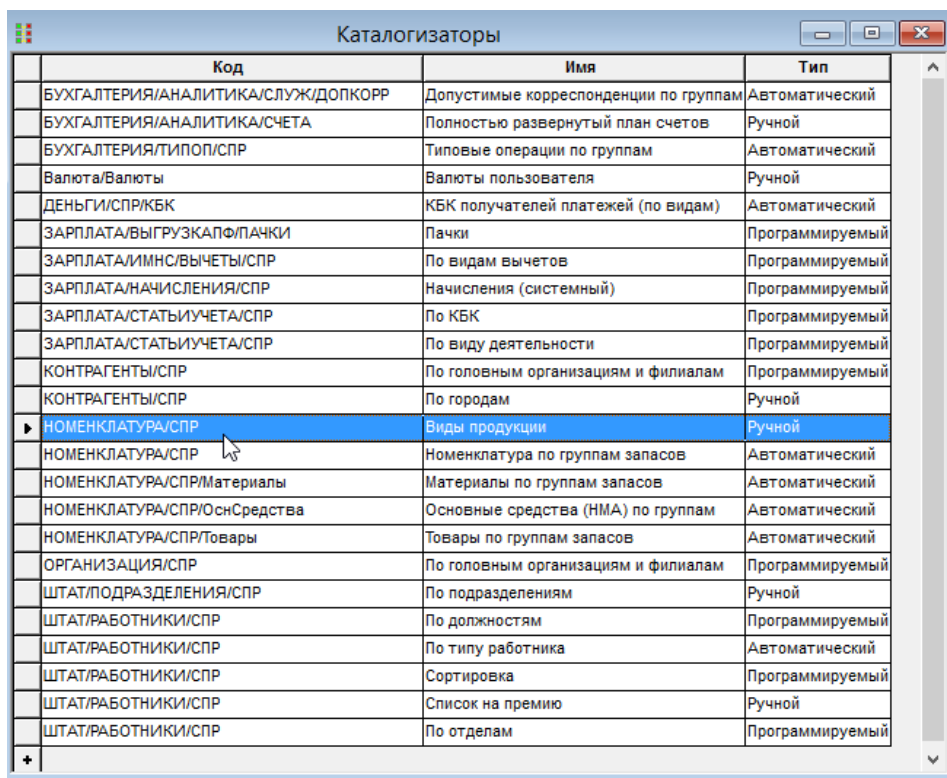 Каталогизаторы
Код Имя Тип
БУХГАЛТЕРИЯ/АНАЛИТИКА/СЛУЖ/ДОПКОРР Допустимые корреспонденции по группам Автоматический
БУХГАЛТЕРИЯ/АНАЛИТИКА/СЧЕТА Полностью развернутый план счетов Ручной
БУХГАЛТЕРИЯ/ТИПОП/СПР Типовые операции по группам Автоматический
Валюта/Валюты Валюты пользователя Ручной
ДЕНЬГИ/СПР/КБК КБК получателей платежей (по видам) Автоматический
ЗАРПЛАТА/ВЫГРУЗКАПФ/ПАЧКИ Пачки Программируемый
ЗАРПЛАТА/ИМНС/ВЫЧЕТЫ/СПР По видам вычетов Программируемый
ЗАРПЛАТА/НАЧИСЛЕНИЯ/СПР Начисления (системный) Программируемый
ЗАРПЛАТА/СТАТЬИУЧЕТА/СПР По КБК Программируемый
ЗАРПЛАТА/СТАТЬИУЧЕТА/СПР По виду деятельности Программируемый
КОНТРАГЕНТЫ/СПР По головным организациям и филиалам Программируемый
КОНТРАГЕНТЫ/СПР По городам Ручной
НОМЕНКЛАТУРА/СПР Виды продукции Ручной
НОМЕНКЛАТУРА/СПР Номенклатура по группам запасов Автоматический
НОМЕНКЛАТУРА/СПР/Материалы Материалы по группам запасов Автоматический
НОМЕНКЛАТУРА/СПР/ОснСредства Основные средства (НМА) по группам Автоматический
НОМЕНКЛАТУРА/СПР/Товары Товары по группам запасов Автоматический
ОРГАНИЗАЦИЯ/СПР По головным организациям и филиалам Программируемый
ШТАТ/ПОДРАЗДЕЛЕНИЯ/СПР По подразделениям Ручной
ШТАТ/РАБОТНИКИ/СПР По должностям Программируемый
ШТАТ/РАБОТНИКИ/СПР По типу работника Автоматический
ШТАТ/РАБОТНИКИ/СПР Сортировка Программируемый
ШТАТ/РАБОТНИКИ/СПР Список на премию Ручной
ШТАТ/РАБОТНИКИ/СПР По отделам Программируемый